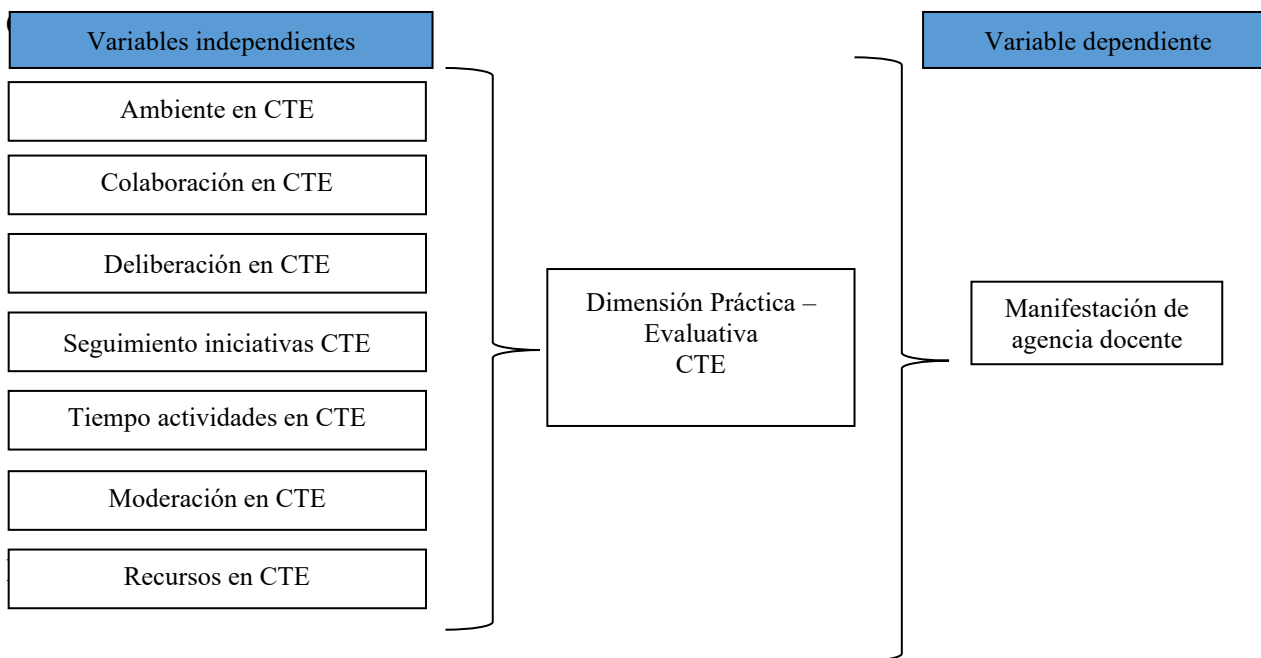 Variables independientes
Variable dependiente
Ambiente en CTE
Colaboración en CTE
Deliberación en CTE
Seguimiento iniciativas CTE
Tiempo actividades en CTE
Moderación en CTE
Recursos en CTE
Dimensión Práctica –
Evaluativa
CTE
Manifestación de
agencia docente